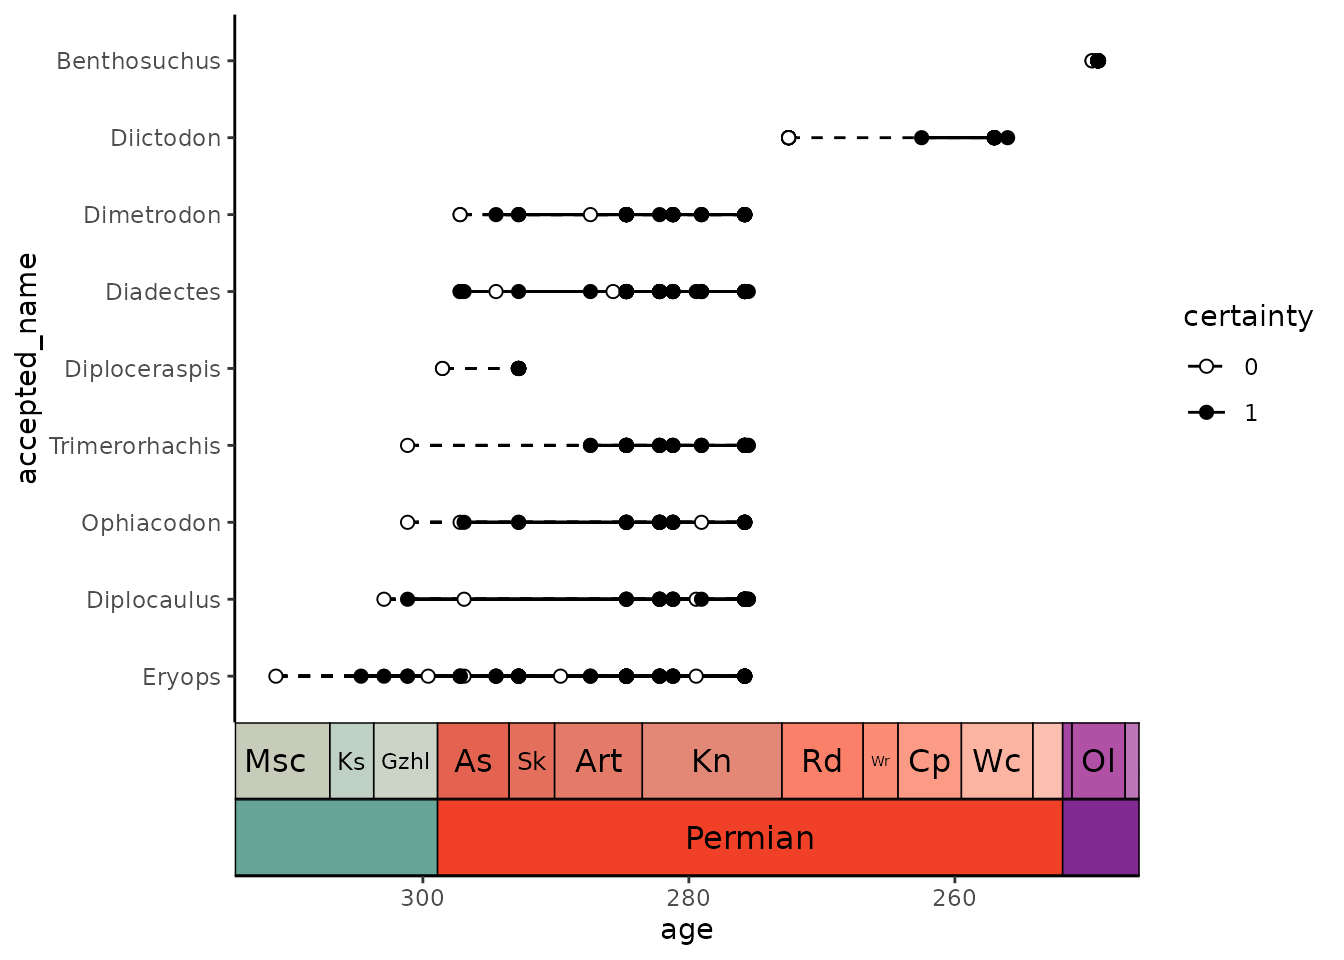 Benthosuchus
Diictodon
Dimetrodon
Diadectes
Diploceraspis
Trimerorhachis
Ophiacodon
Diplocaulus
Eryops
accepted_name
certainty
0
1
Msc Ks Gzhl As Sk Art Kn Rd Wr Cp Wc Ol
Permian
300 280 260
age